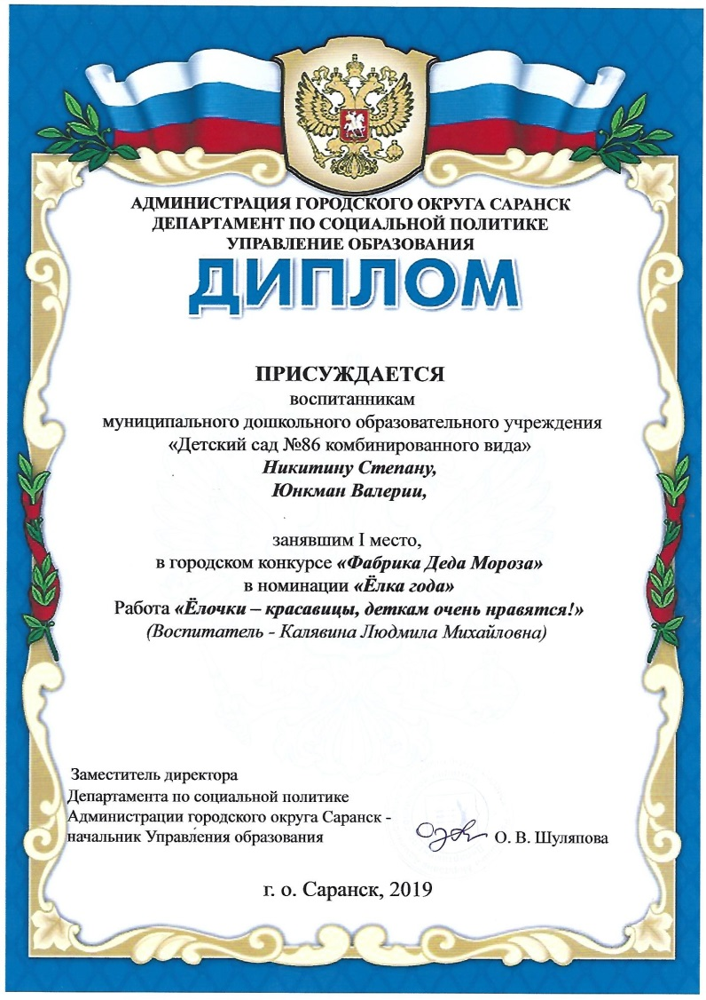 АДМИНИСТРАЦИЯ ГОРОДСКОГО ОКРУГА САРАНСК
ДЕПАРТАМЕНТ ПО СОЦИАЛЬНОЙ ПОЛИТИКЕ
УПРАВЛЕНИЕ ОБРАЗОВАНИЯ
ДИПЛОМ
ПРИСУЖДАЕТСЯ
воспитанникам
муниципального дошкольного образовательного учреждения
«Детский сад №86 комбинированного вида»
Никитину Степану,
Юнкман Валерии,
занявшим I место,
в городском конкурсе «Фабрика Деда Мороза»
в номинации «Ёлка года»
Работа «Ёлочки – красавицы, деткам очень нравятся!»
(Воспитатель - Калявина Людмила Михайловна)
Заместитель директора
Департамента по социальной политике
Администрации городского округа Саранск -
начальник Управления образования
О. В. Шуляпова
г. о. Саранск, 2019